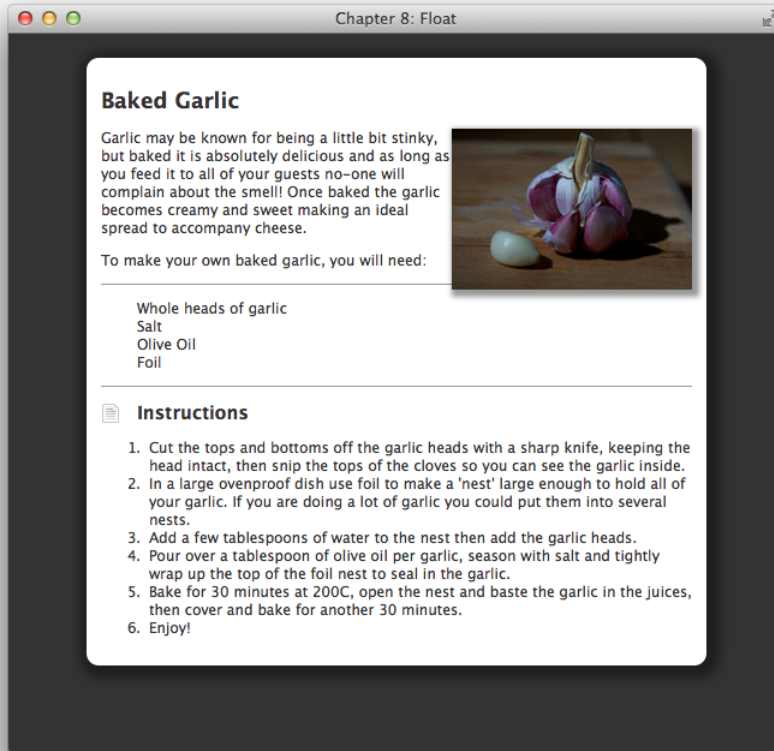 Chapter 8: Float
Baked Garlic
Garlic may be known for being a little bit stinky,
but baked it is absolutely delicious and as long as
you feed it to all of your guests no-one will
complain about the smell! Once baked the garlic
becomes creamy and sweet making an ideal
spread to accompany cheese.
To make your own baked garlic, you will need:
Whole heads of garlic
Salt
Olive Oil
Foil
Instructions
1. Cut the tops and bottoms off the garlic heads with a sharp knife, keeping the
head intact, then snip the tops of the cloves so you can see the garlic inside.
2. In a large ovenproof dish use foil to make a 'nest' large enough to hold all of
your garlic. If you are doing a lot of garlic you could put them into several
nests.
3. Add a few tablespoons of water to the nest then add the garlic heads.
4. Pour over a tablespoon of olive oil per garlic, season with salt and tightly
wrap up the top of the foil nest to seal in the garlic.
5. Bake for 30 minutes at 200C, open the nest and baste the garlic in the juices,
then cover and bake for another 30 minutes.
6. Enjoy!